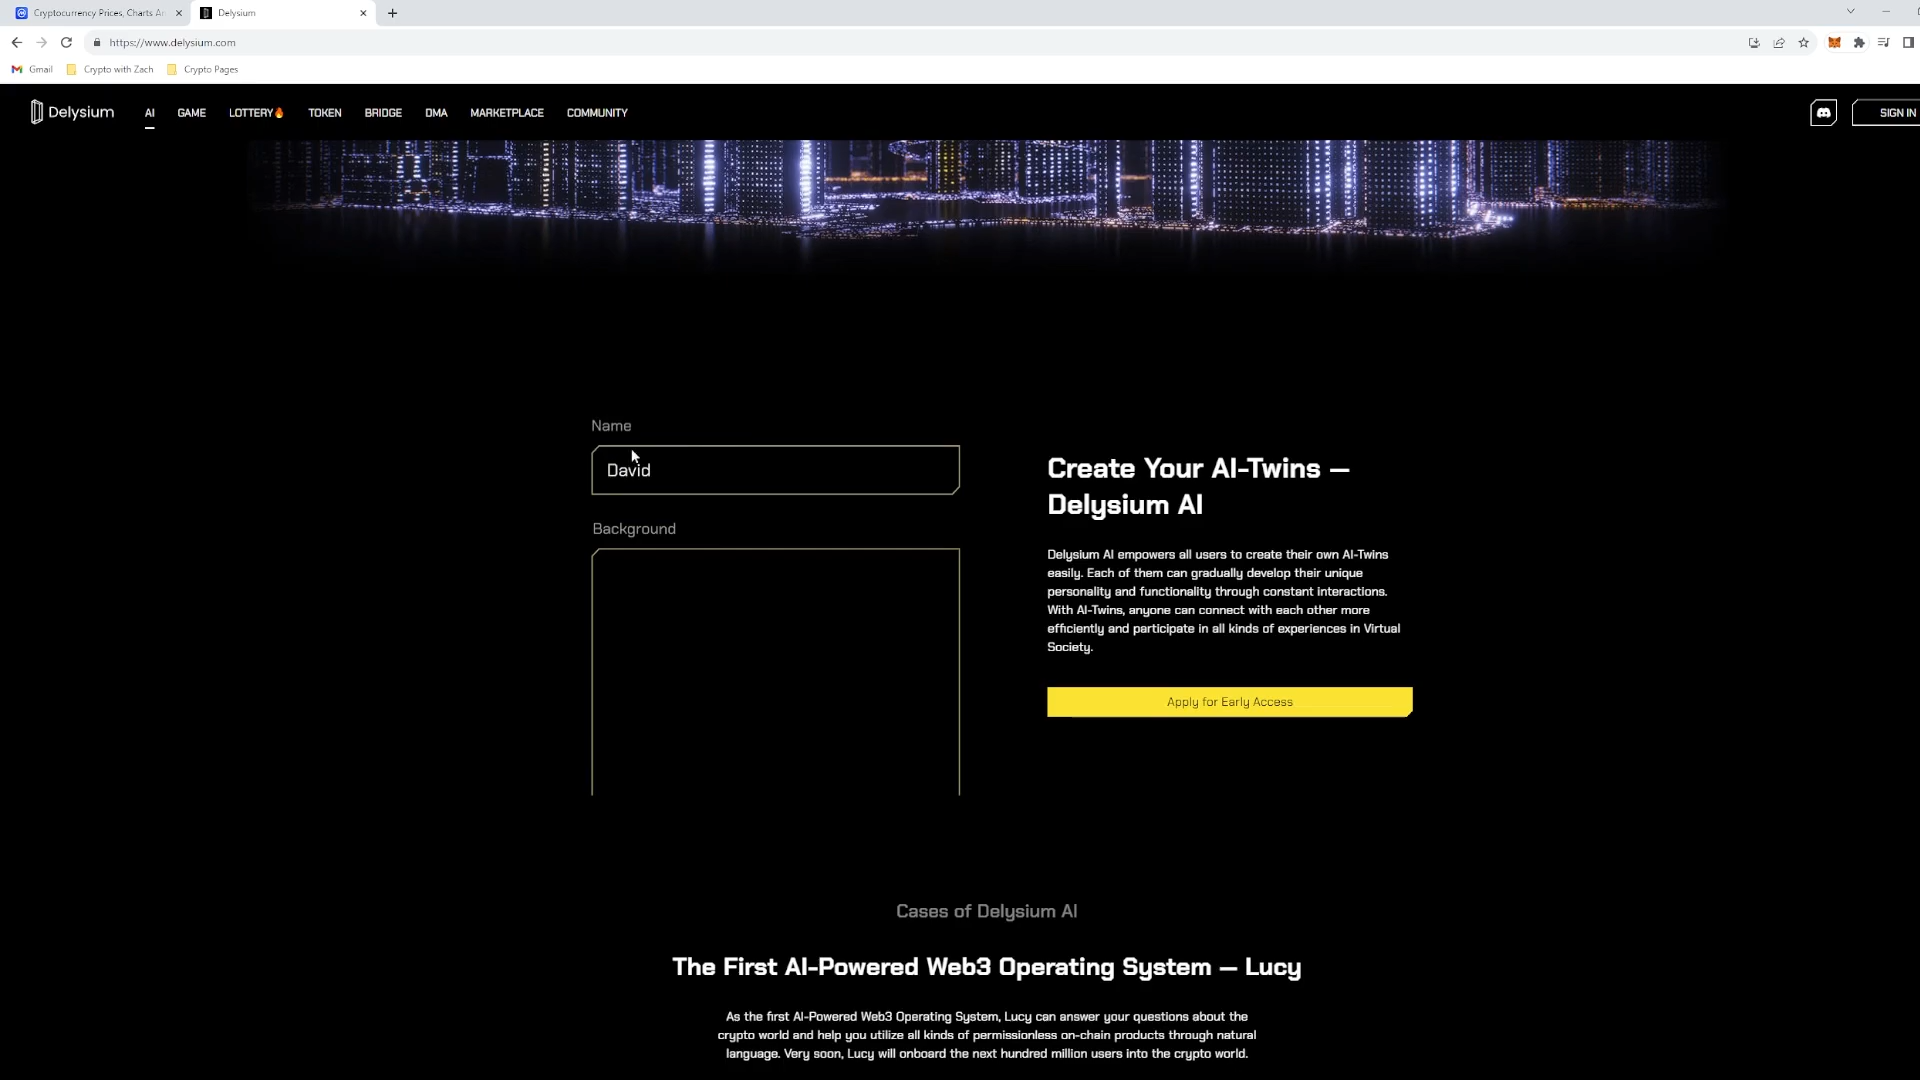 Cryptocurrency Prices, Charts An
Delysium
https://www.delysium.com
Gmail
Crypto with Zach
Crypto Pages
Delysium
AI
GAME
LOTTERY🔥
TOKEN
BRIDGE
DMA
MARKETPLACE
COMMUNITY
SIGN IN
Name
David
Background
Create Your AI-Twins —
Delysium AI
Delysium AI empowers all users to create their own AI-Twins
easily. Each of them can gradually develop their unique
personality and functionality through constant interactions.
With AI-Twins, anyone can connect with each other more
efficiently and participate in all kinds of experiences in Virtual
Society.
Apply for Early Access
Cases of Delysium AI
The First AI-Powered Web3 Operating System — Lucy
As the first AI-Powered Web3 Operating System, Lucy can answer your questions about the
crypto world and help you utilize all kinds of permissionless on-chain products through natural
language. Very soon, Lucy will onboard the next hundred million users into the crypto world.